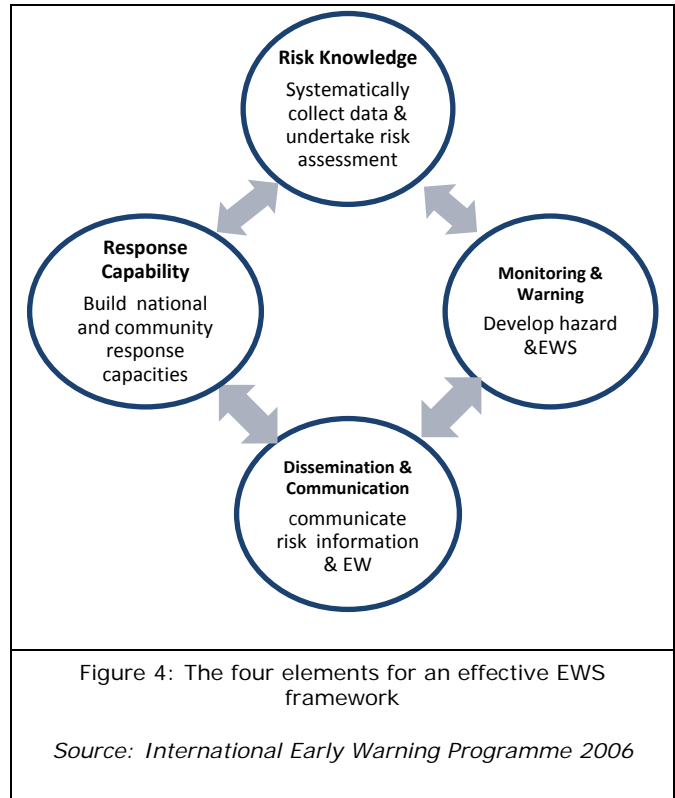 Risk Knowledge
Systematically
collect data &
undertake risk
assessment
Response
Capability
Build national
and community
response
capacities
Monitoring &
Warning
Develop hazard
&EWS
Dissemination &
Communication
communicate
risk information
& EW
Figure 4: The four elements for an effective EWS
framework
Source: International Early Warning Programme 2006